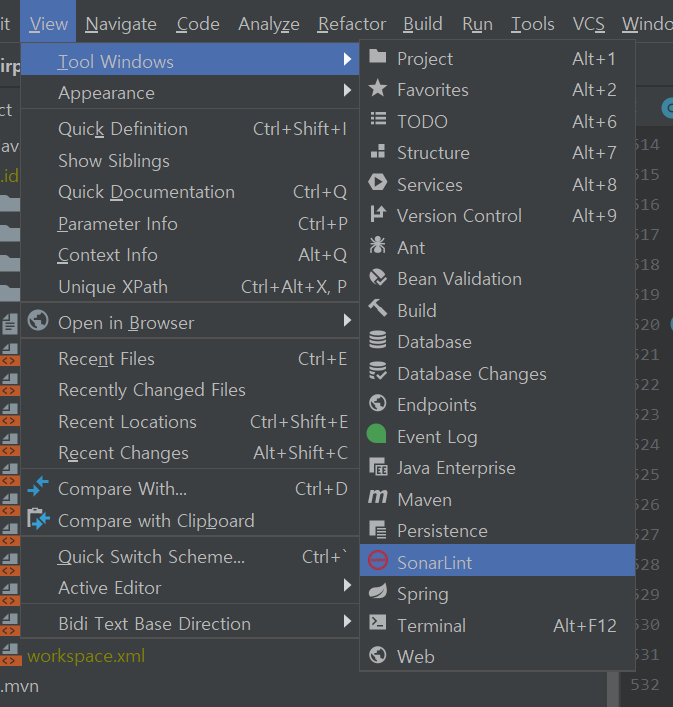 it View Navigate Code Analyze Refactor Build Run Tools VCS Windo
irp
ct
av
.id
Tool Windows
Appearance
Quick Definition Ctrl+Shift+I
Show Siblings
Quick Documentation Ctrl+Q
Parameter Info Ctrl+P
Context Info Alt+Q
Unique XPath Ctrl+Alt+X, P
Open in Browser
Recent Files Ctrl+E
Recently Changed Files
Recent Locations Ctrl+Shift+E
Recent Changes Alt+Shift+C
Compare With... Ctrl+D
Compare with Clipboard
Quick Switch Scheme... Ctrl+`
Active Editor
Bidi Text Base Direction
workspace.xml
.mvn
Project Alt+1
Favorites Alt+2
TODO Alt+6
Structure Alt+7
Services Alt+8
Version Control Alt+9
Ant
Bean Validation
Build
Database
Database Changes
Endpoints
Event Log
Java Enterprise
Maven
Persistence
SonarLint
Spring
Terminal Alt+F12
Web
514
515
516
517
518
519
520
521
522
523
524
525
526
527
528
529
530
531
532